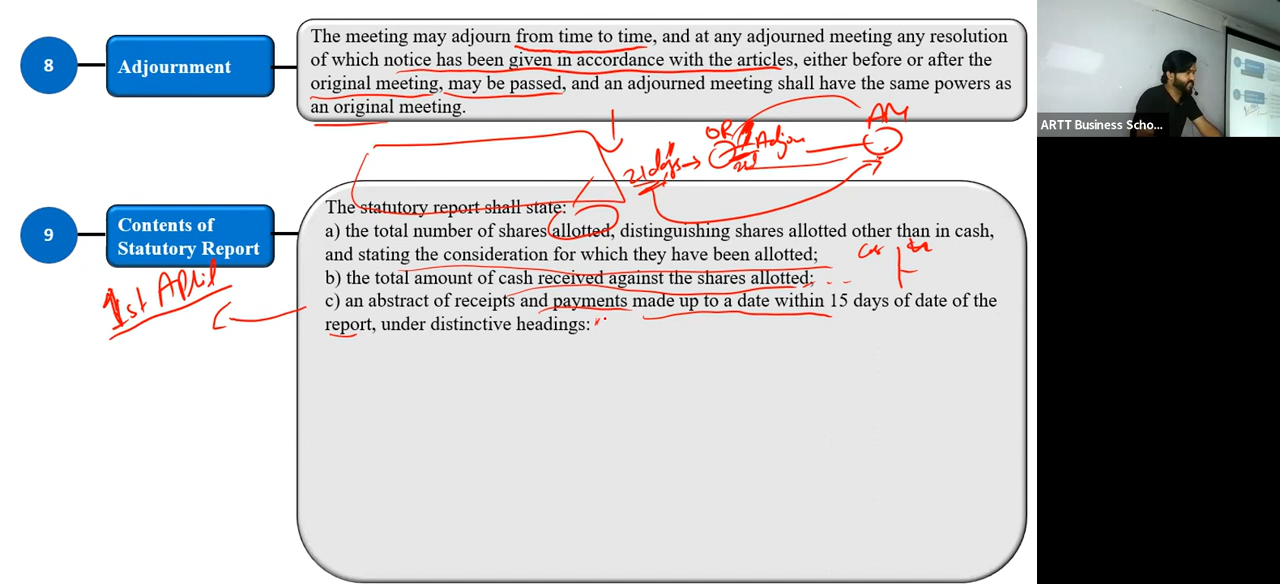 8
Adjournment
The meeting may adjourn from time to time, and at any adjourned meeting any resolution
of which notice has been given in accordance with the articles, either before or after the
original meeting, may be passed, and an adjourned meeting shall have the same powers as
an original meeting.
AM
OR Adjou
21 days
9
Contents of
Statutory Report
The statutory report shall state:
a) the total number of shares allotted, distinguishing shares allotted other than in cash,
and stating the consideration for which they have been allotted;
b) the total amount of cash received against the shares allotted;
c) an abstract of receipts and payments made up to a date within 15 days of date of the
report, under distinctive headings:
1st April
ARTT Business Scho...